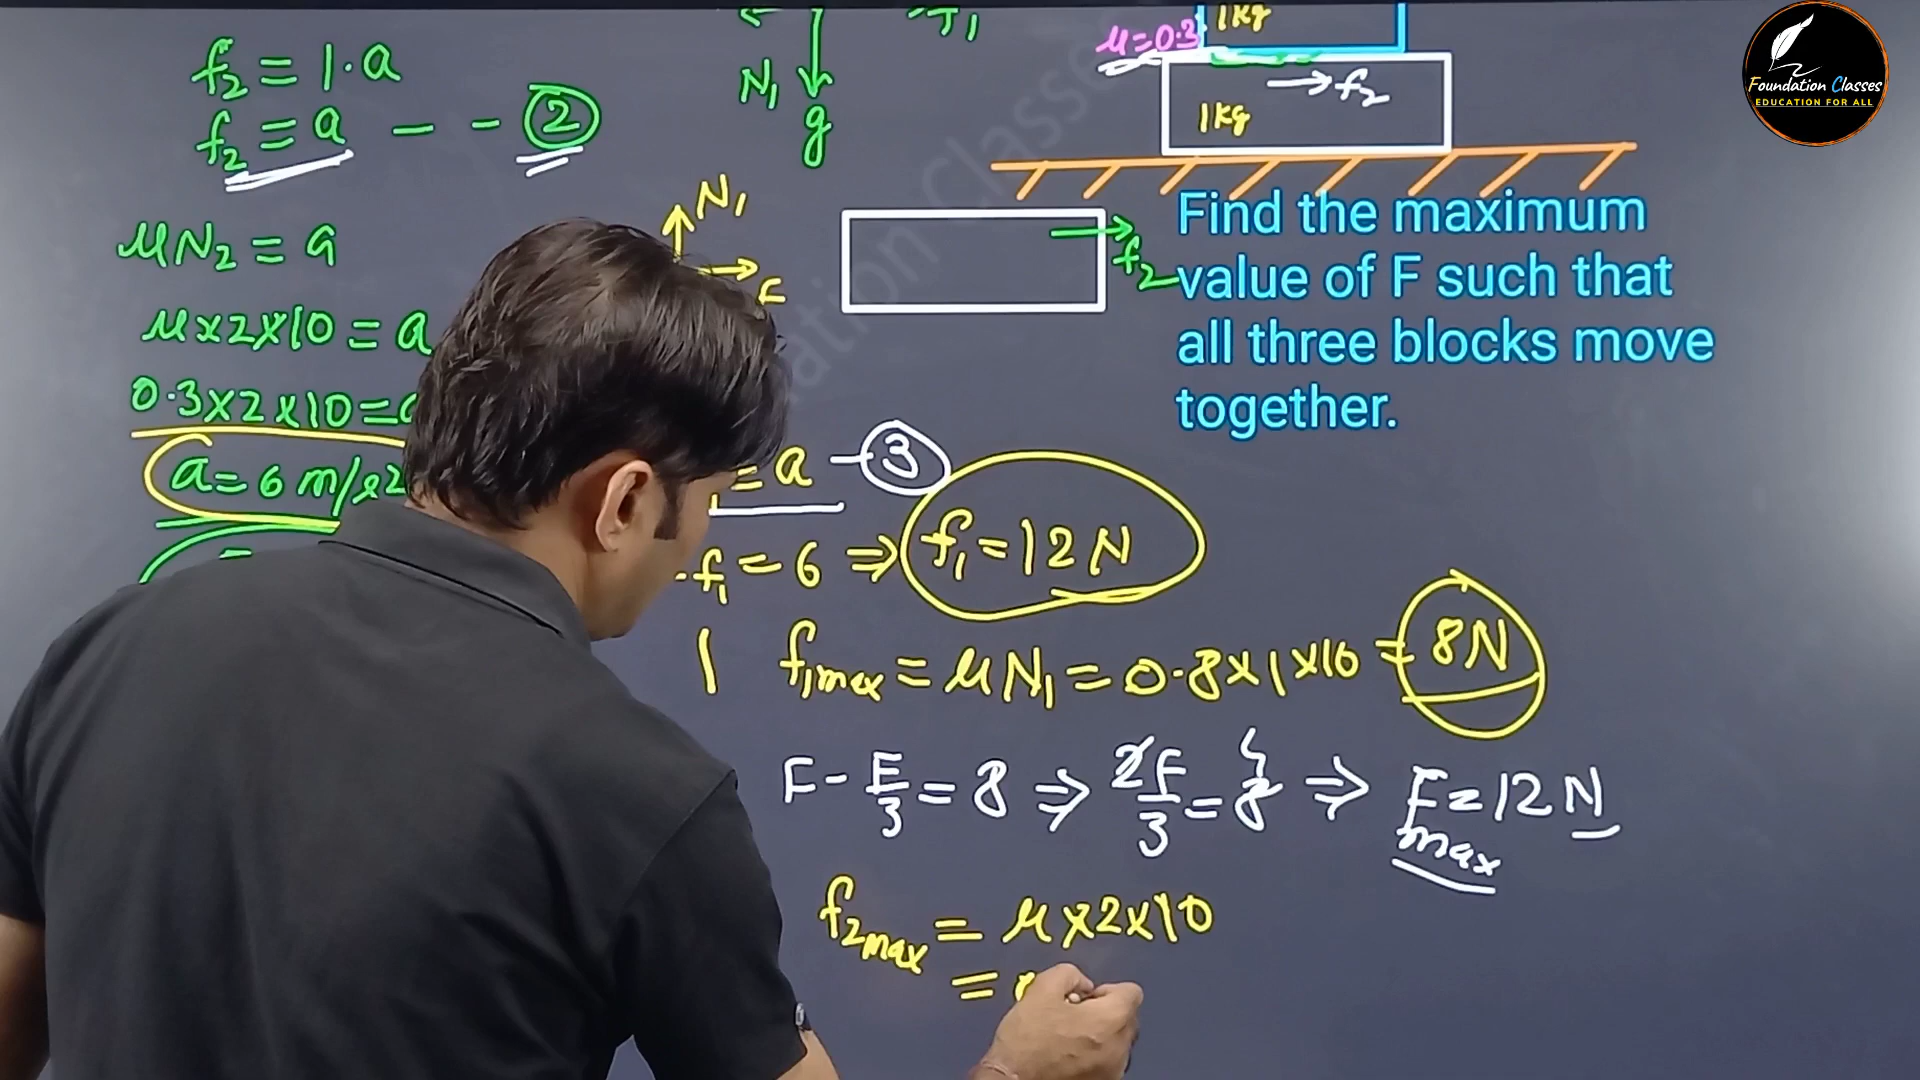 f₂ = 1·a
f₂ = a - - ②
μN₂ = a
μ×2×10 = a
0.3×2×10 =
a = 6 m/s2
N₁
g
f₁
N₁
μ=0.3
1kg
→ f₂
1kg
f₂
Find the maximum
value of F such that
all three blocks move
together.
= a - ③
f₁ = 6 ⇒ f₁ = 12N
f₁max = μN₁ = 0.8×1×10 = 8N
F - F/3 = 8 ⇒ 2F/3 = 8 ⇒ F = 12N
max
f₂max = μ×2×10
=
Foundation Classes
EDUCATION FOR ALL